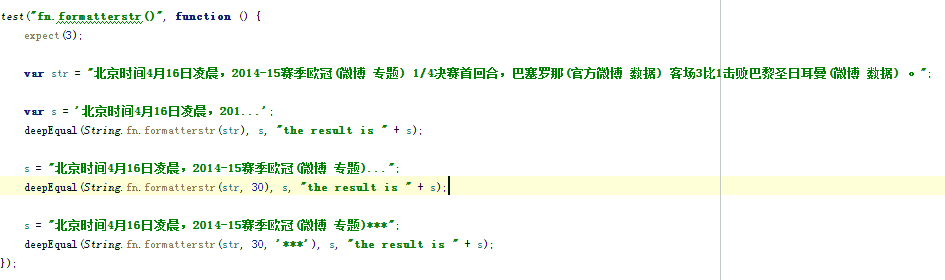 test("fn.formatterstr()", function () {
expect(3);
var str = "北京时间4月16日凌晨，2014-15赛季欧冠(微博 专题) 1/4决赛首回合，巴塞罗那(官方微博 数据) 客场3比1击败巴黎圣日耳曼(微博 数据) 。";
var s = '北京时间4月16日凌晨，201...';
deepEqual(String.fn.formatterstr(str), s, "the result is " + s);
s = "北京时间4月16日凌晨，2014-15赛季欧冠(微博 专题)...";
deepEqual(String.fn.formatterstr(str, 30), s, "the result is " + s);
s = "北京时间4月16日凌晨，2014-15赛季欧冠(微博 专题)***";
deepEqual(String.fn.formatterstr(str, 30, '***'), s, "the result is " + s);
});